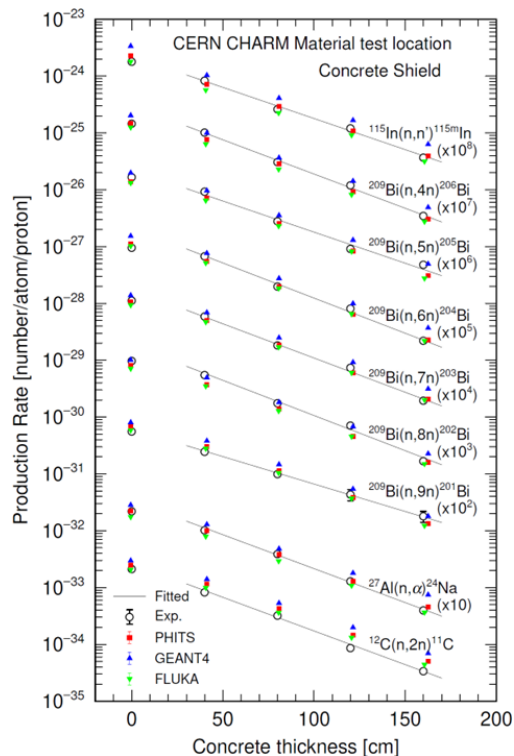 CERN CHARM Material test location
Concrete Shield
Production Rate [number/atom/proton]
10⁻²³
10⁻²⁴
10⁻²⁵
10⁻²⁶
10⁻²⁷
10⁻²⁸
10⁻²⁹
10⁻³⁰
10⁻³¹
10⁻³²
10⁻³³
10⁻³⁴
10⁻³⁵
¹¹⁵In(n,n')¹¹⁵ᵐIn
(x10⁸)
²⁰⁹Bi(n,4n)²⁰⁶Bi
(x10⁷)
²⁰⁹Bi(n,5n)²⁰⁵Bi
(x10⁶)
²⁰⁹Bi(n,6n)²⁰⁴Bi
(x10⁵)
²⁰⁹Bi(n,7n)²⁰³Bi
(x10⁴)
²⁰⁹Bi(n,8n)²⁰²Bi
(x10³)
²⁰⁹Bi(n,9n)²⁰¹Bi
(x10²)
²⁷Al(n,α)²⁴Na
(x10)
¹²C(n,2n)¹¹C
Fitted
Exp.
PHITS
GEANT4
FLUKA
0 50 100 150 200
Concrete thickness [cm]